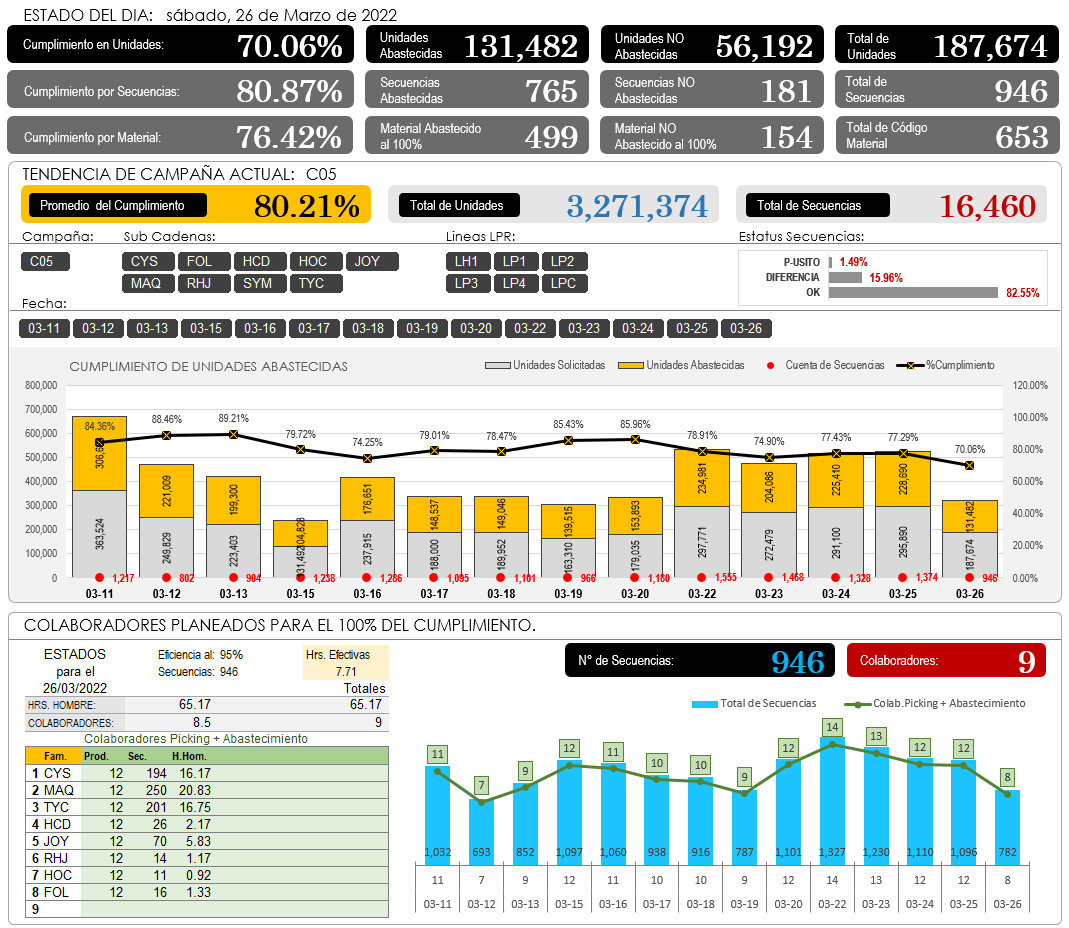 ESTADO DEL DIA: sábado, 26 de Marzo de 2022
Cumplimiento en Unidades: 70.06%
Unidades Abastecidas 131,482
Unidades NO Abastecidas 56,192
Total de Unidades 187,674
Cumplimiento por Secuencias: 80.87%
Secuencias Abastecidas 765
Secuencias NO Abastecidas 181
Total de Secuencias 946
Cumplimiento por Material: 76.42%
Material Abastecido al 100% 499
Material NO Abastecido al 100% 154
Total de Código Material 653
TENDENCIA DE CAMPAÑA ACTUAL: C05
Promedio del Cumplimiento 80.21%
Total de Unidades 3,271,374
Total de Secuencias 16,460
Campaña: Sub Cadenas: Lineas LPR: Estatus Secuencias:
C05 CYS FOL HCD HOC JOY LH1 LP1 LP2
MAQ RHJ SYM TYC LP3 LP4 LPC
P-USITO 1.49%
DIFERENCIA 15.96%
OK 82.55%
Fecha:
03-11 03-12 03-13 03-15 03-16 03-17 03-18 03-19 03-20 03-22 03-23 03-24 03-25 03-26
CUMPLIMIENTO DE UNIDADES ABASTECIDAS
Unidades Solicitadas Unidades Abastecidas Cuenta de Secuencias %Cumplimiento
800,000 700,000 600,000 500,000 400,000 300,000 200,000 100,000 0
120.00% 100.00% 80.00% 60.00% 40.00% 20.00% 0.00%
84.36% 88.46% 89.21% 79.72% 74.25% 79.01% 78.47% 85.43% 85.96% 78.91% 74.90% 77.43% 77.29% 70.06%
221,009 199,300 176,651 148,537 149,046 139,515 153,893 234,981 204,086 225,410 228,690 131,482
363,524 249,829 223,403 237,915 188,000 189,952 163,310 179,035 297,771 272,479 291,100 295,890 187,674
1,217 802 904 1,238 1,286 1,095 1,101 966 1,180 1,555 1,468 1,328 1,374 946
03-11 03-12 03-13 03-15 03-16 03-17 03-18 03-19 03-20 03-22 03-23 03-24 03-25 03-26
COLABORADORES PLANEADOS PARA EL 100% DEL CUMPLIMIENTO.
ESTADOS para el 26/03/2022
Eficiencia al: 95%
Secuencias: 946
Hrs. Efectivas
7.71
Totales
HRS. HOMBRE: 65.17 65.17
COLABORADORES: 8.5 9
Colaboradores Picking + Abastecimiento
Fam. Prod. Sec. H.Hom.
1 CYS 12 194 16.17
2 MAQ 12 250 20.83
3 TYC 12 201 16.75
4 HCD 12 26 2.17
5 JOY 12 70 5.83
6 RHJ 12 14 1.17
7 HOC 12 11 0.92
8 FOL 12 16 1.33
9
N° de Secuencias: 946
Colaboradores: 9
Total de Secuencias Colab.Picking + Abastecimiento
11 7 9 12 11 10 10 9 12 14 13 12 12 8
1,032 693 852 1,097 1,060 938 916 787 1,101 1,327 1,230 1,110 1,096 782
11 7 9 12 11 10 10 9 12 14 13 12 12 8
03-11 03-12 03-13 03-15 03-16 03-17 03-18 03-19 03-20 03-22 03-23 03-24 03-25 03-26